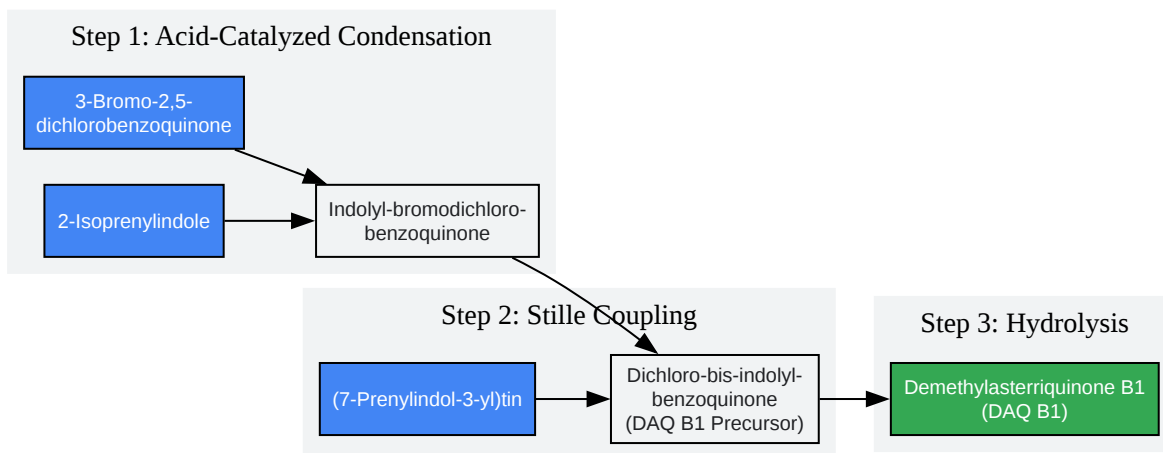 Step 1: Acid-Catalyzed Condensation
3-Bromo-2,5-
dichlorobenzoquinone
2-Isoprenylindole
Indolyl-bromodichloro-
benzoquinone
Step 2: Stille Coupling
(7-Prenylindol-3-yl)tin
Dichloro-bis-indolyl-
benzoquinone
(DAQ B1 Precursor)
Step 3: Hydrolysis
Demethylasterriquinone B1
(DAQ B1)